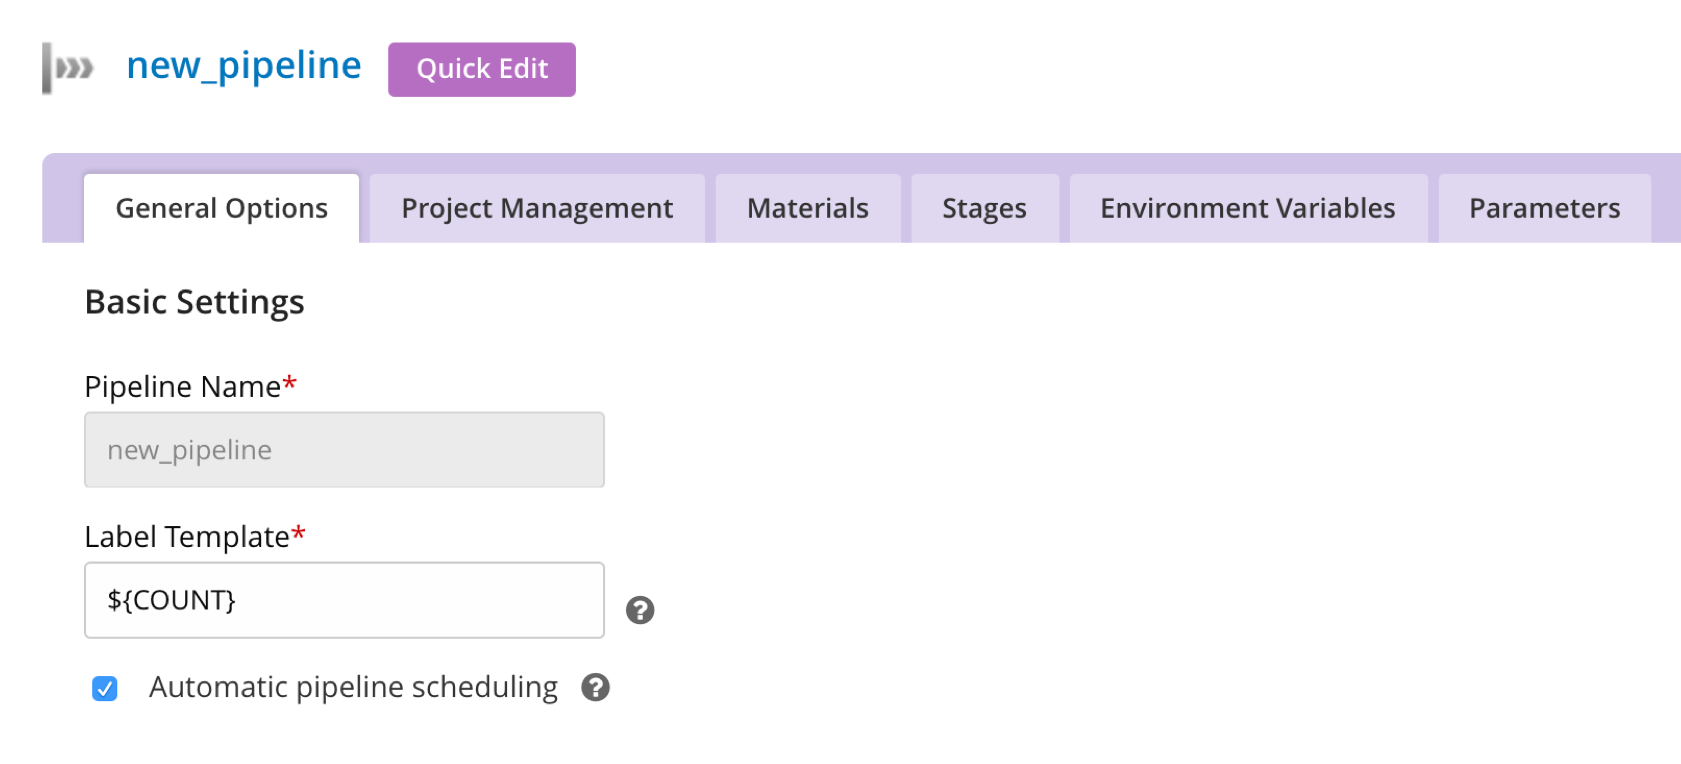 new_pipeline Quick Edit
General Options Project Management Materials Stages Environment Variables Parameters
Basic Settings
Pipeline Name*
new_pipeline
Label Template*
${COUNT}
?
Automatic pipeline scheduling ?